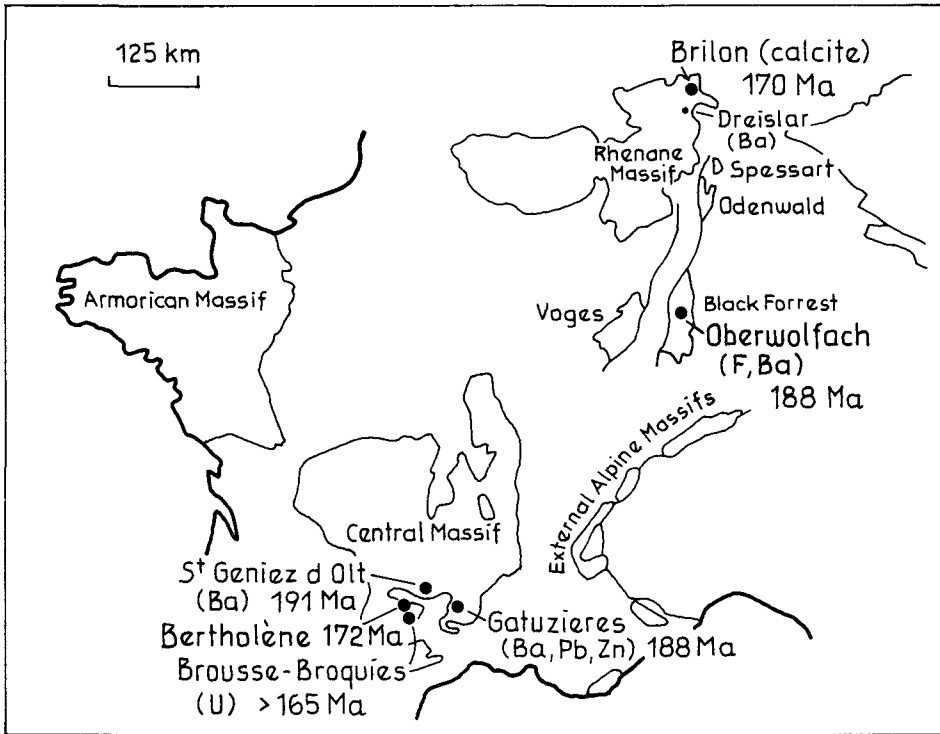 125 km
Brilon (calcite)
170 Ma
Dreislar
(Ba)
Rhenane
Massif
Spessart
Odenwald
Armorican Massif
Voges
Black Forrest
Oberwolfach
(F, Ba)
188 Ma
External Alpine Massifs
Central Massif
St Geniez d Olt
(Ba) 191 Ma
Bertholène 172 Ma
Brousse-Broquies
(U) >165 Ma
Gatuzieres
(Ba, Pb, Zn) 188 Ma